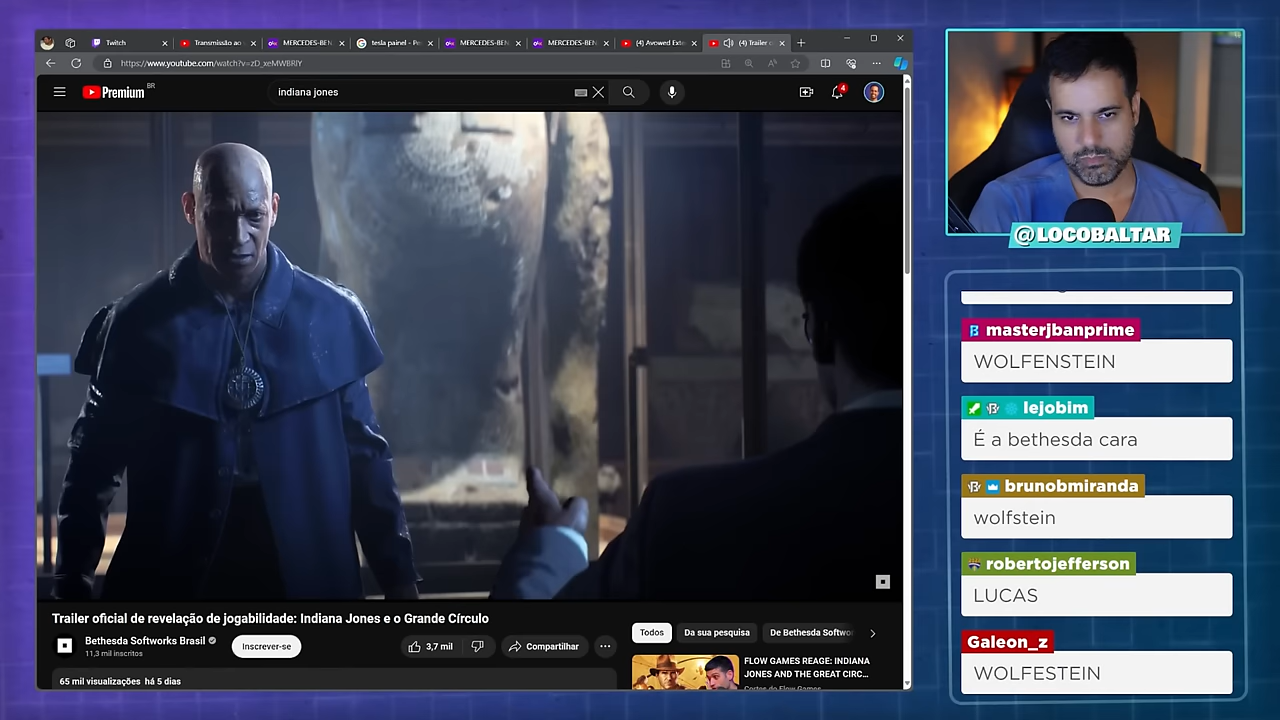 Twitch
Transmissão ao
MERCEDES-BEN
tesla painel - Pe
MERCEDES-BEN
MERCEDES-BEN
(4) Avowed Exte
(4) Trailer
https://www.youtube.com/watch?v=zD_xeMWBRlY
Premium BR
indiana jones
4
@LOCOBALTAR
masterjbanprime
WOLFENSTEIN
lejobim
É a bethesda cara
brunobmiranda
wolfstein
robertojefferson
LUCAS
Galeon_z
WOLFESTEIN
Trailer oficial de revelação de jogabilidade: Indiana Jones e o Grande Círculo
Bethesda Softworks Brasil
11,3 mil inscritos
Inscrever-se
3,7 mil
Compartilhar
65 mil visualizações há 5 dias
Todos
Da sua pesquisa
De Bethesda Softwo
FLOW GAMES REAGE: INDIANA
JONES AND THE GREAT CIRC...
Cortes do Flow Games